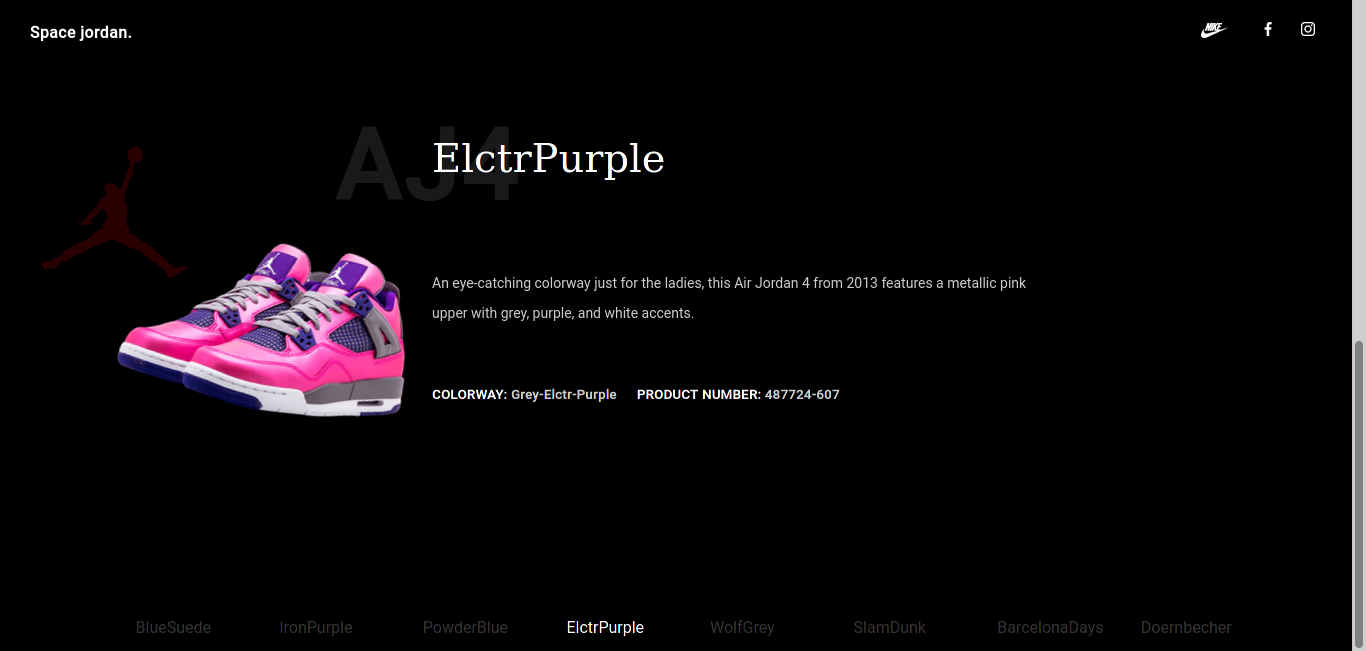 Space jordan.
NIKE
AJ4
ElctrPurple
An eye-catching colorway just for the ladies, this Air Jordan 4 from 2013 features a metallic pink
upper with grey, purple, and white accents.
COLORWAY: Grey-Elctr-Purple PRODUCT NUMBER: 487724-607
BlueSuede IronPurple PowderBlue ElctrPurple WolfGrey SlamDunk BarcelonaDays Doernbecher